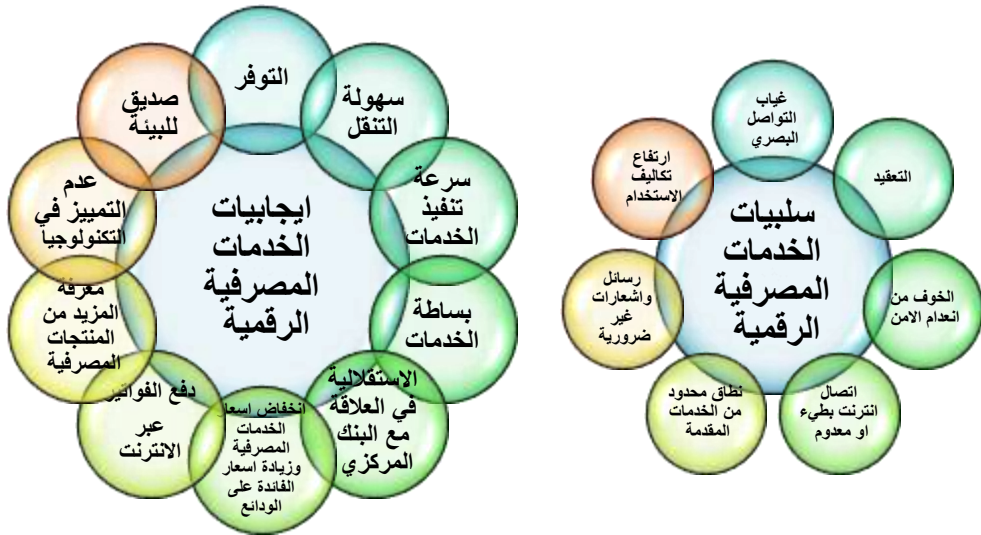 ايجابيات
الخدمات
المصرفية
الرقمية
التوفر
سهولة
التنقل
سرعة
تنفيذ
الخدمات
بساطة
الخدمات
الاستقلالية
في العلاقة
مع البنك
المركزي
انخفاض اسعار
الخدمات
المصرفية
وزيادة اسعار
الفائدة على
الودائع
دفع الفواتير
عبر
الانترنت
معرفة
المزيد من
المنتجات
المصرفية
عدم
التمييز في
التكنولوجيا
صديق
للبيئة
سلبيات
الخدمات
المصرفية
الرقمية
غياب
التواصل
البصري
التعقيد
الخوف من
انعدام الامن
اتصال
انترنت بطيء
او معدوم
نطاق محدود
من الخدمات
المقدمة
رسائل
واشعارات
غير
ضرورية
ارتفاع
تكاليف
الاستخدام